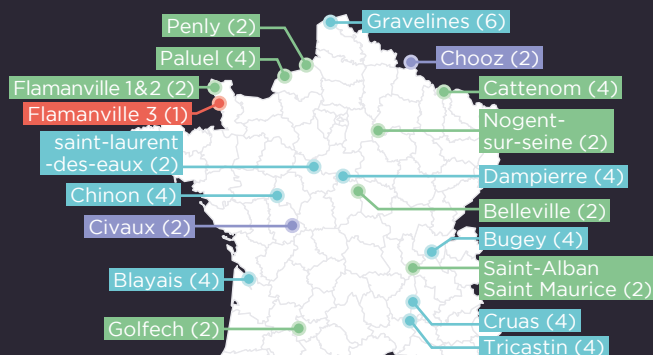 Penly (2)
Gravelines (6)
Paluel (4)
Chooz (2)
Flamanville 1&2 (2)
Cattenom (4)
Flamanville 3 (1)
Nogent-
sur-seine (2)
saint-laurent
-des-eaux (2)
Dampierre (4)
Chinon (4)
Belleville (2)
Civaux (2)
Bugey (4)
Saint-Alban
Saint Maurice (2)
Blayais (4)
Cruas (4)
Golfech (2)
Tricastin (4)